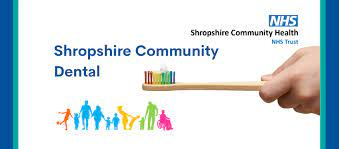 NHS
Shropshire Community Health
NHS Trust
Shropshire Community
Dental